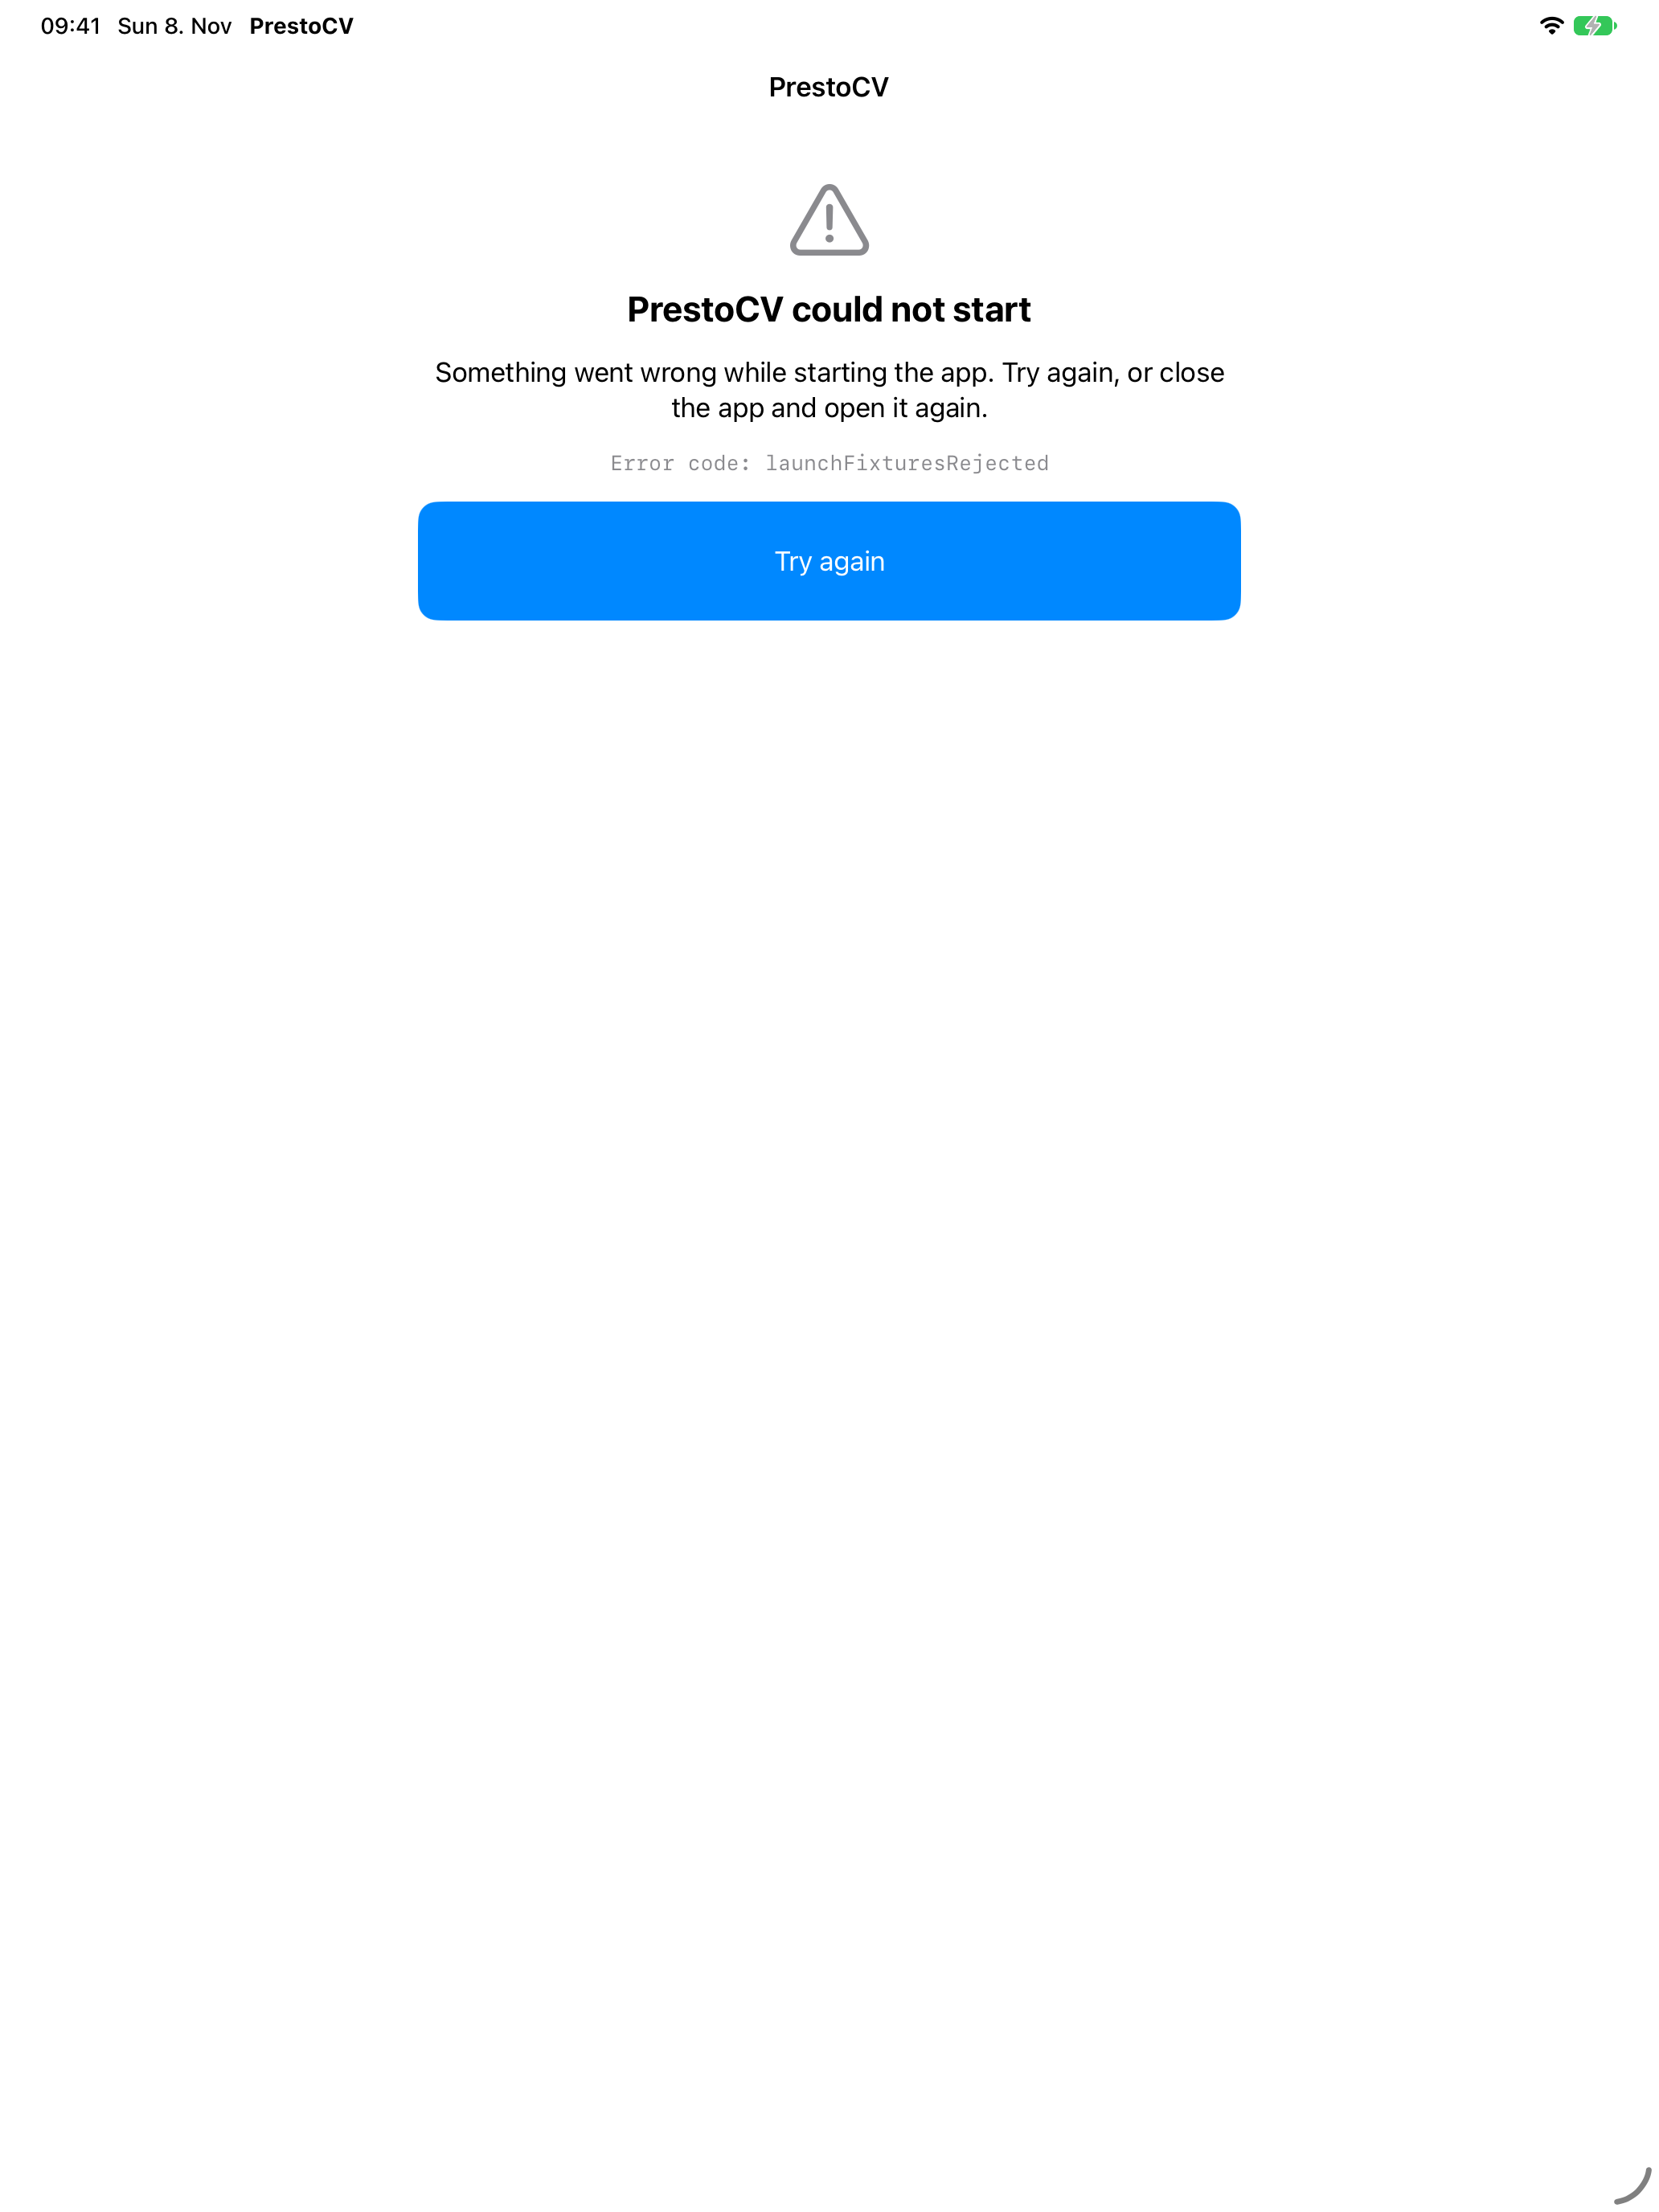 09:41 Sun 8. Nov PrestoCV
PrestoCV
PrestoCV could not start
Something went wrong while starting the app. Try again, or close
the app and open it again.
Error code: launchFixturesRejected
Try again